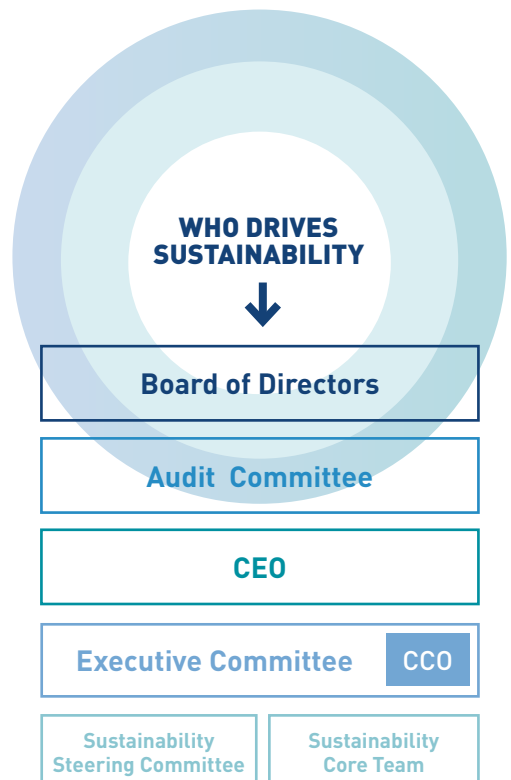 WHO DRIVES
SUSTAINABILITY
Board of Directors
Audit Committee
CEO
Executive Committee
CCO
Sustainability
Steering Committee
Sustainability
Core Team